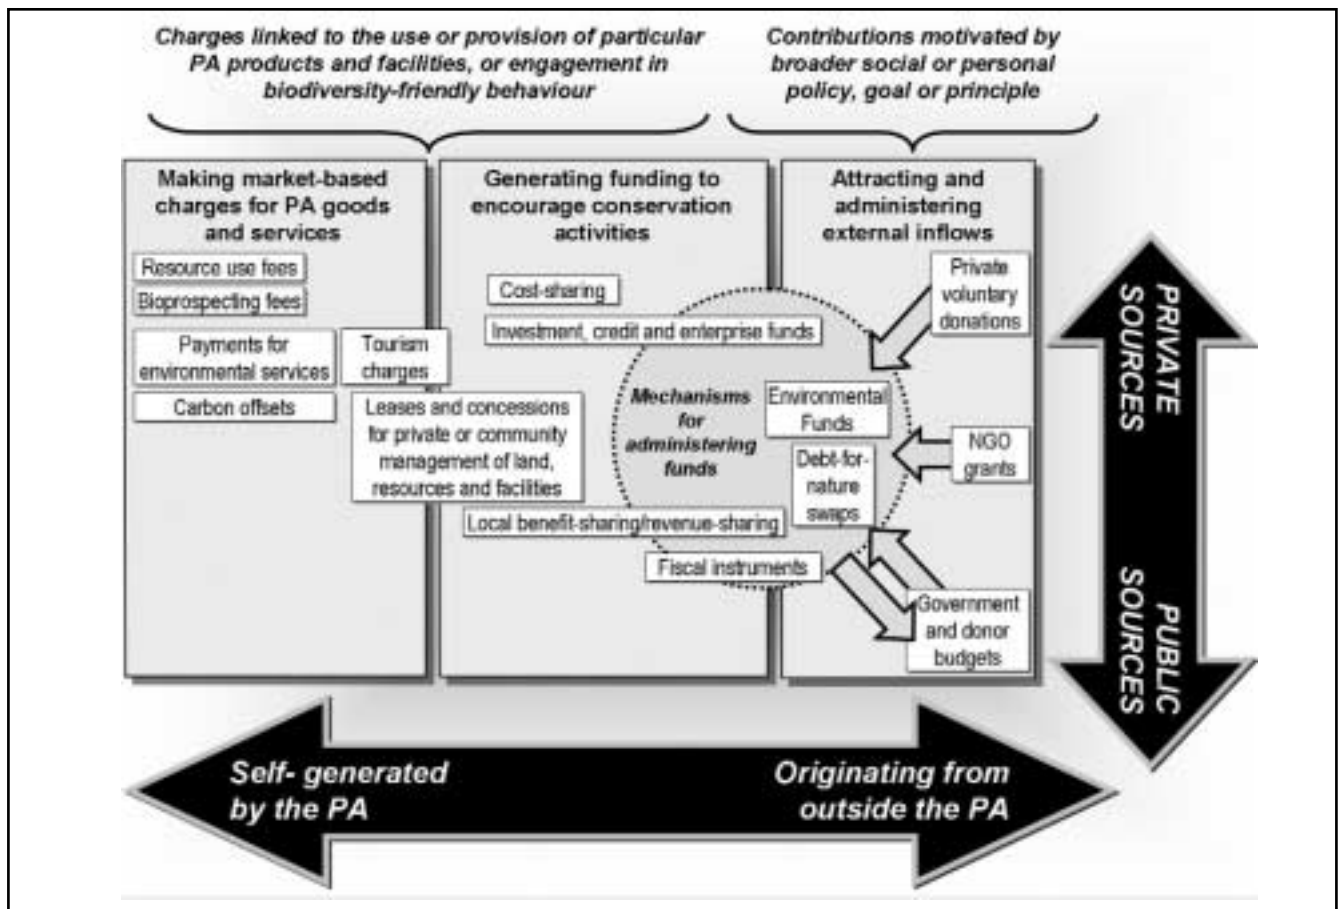 Charges linked to the use or provision of particular
PA products and facilities, or engagement in
biodiversity-friendly behaviour
Contributions motivated by
broader social or personal
policy, goal or principle
Making market-based
charges for PA goods
and services
Resource use fees
Bioprospecting fees
Payments for
environmental services
Carbon offsets
Tourism
charges
Leases and concessions
for private or community
management of land,
resources and facilities
Generating funding to
encourage conservation
activities
Cost-sharing
Investment, credit and enterprise funds
Mechanisms
for
administering
funds
Local benefit-sharing/revenue-sharing
Fiscal instruments
Attracting and
administering
external inflows
Private
voluntary
donations
Environmental
Funds
NGO
grants
Debt-for-
nature
swaps
Government
and donor
budgets
PRIVATE
SOURCES
PUBLIC
SOURCES
Self- generated
by the PA
Originating from
outside the PA